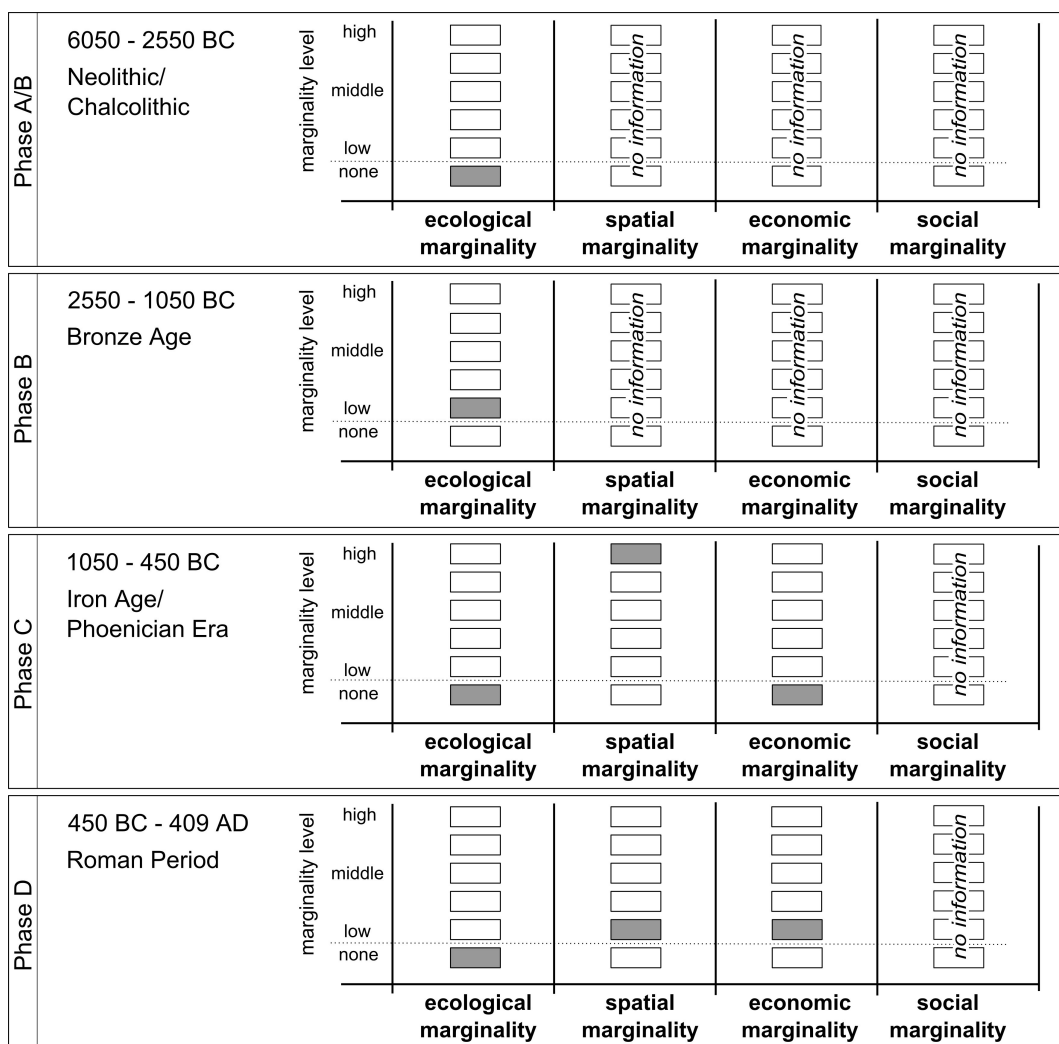 Phase A/B
6050 - 2550 BC
Neolithic/
Chalcolithic
marginality level
high
middle
low
none
no information
no information
no information
ecological
marginality
spatial
marginality
economic
marginality
social
marginality
Phase B
2550 - 1050 BC
Bronze Age
marginality level
high
middle
low
none
no information
no information
no information
ecological
marginality
spatial
marginality
economic
marginality
social
marginality
Phase C
1050 - 450 BC
Iron Age/
Phoenician Era
marginality level
high
middle
low
none
no information
ecological
marginality
spatial
marginality
economic
marginality
social
marginality
Phase D
450 BC - 409 AD
Roman Period
marginality level
high
middle
low
none
no information
ecological
marginality
spatial
marginality
economic
marginality
social
marginality